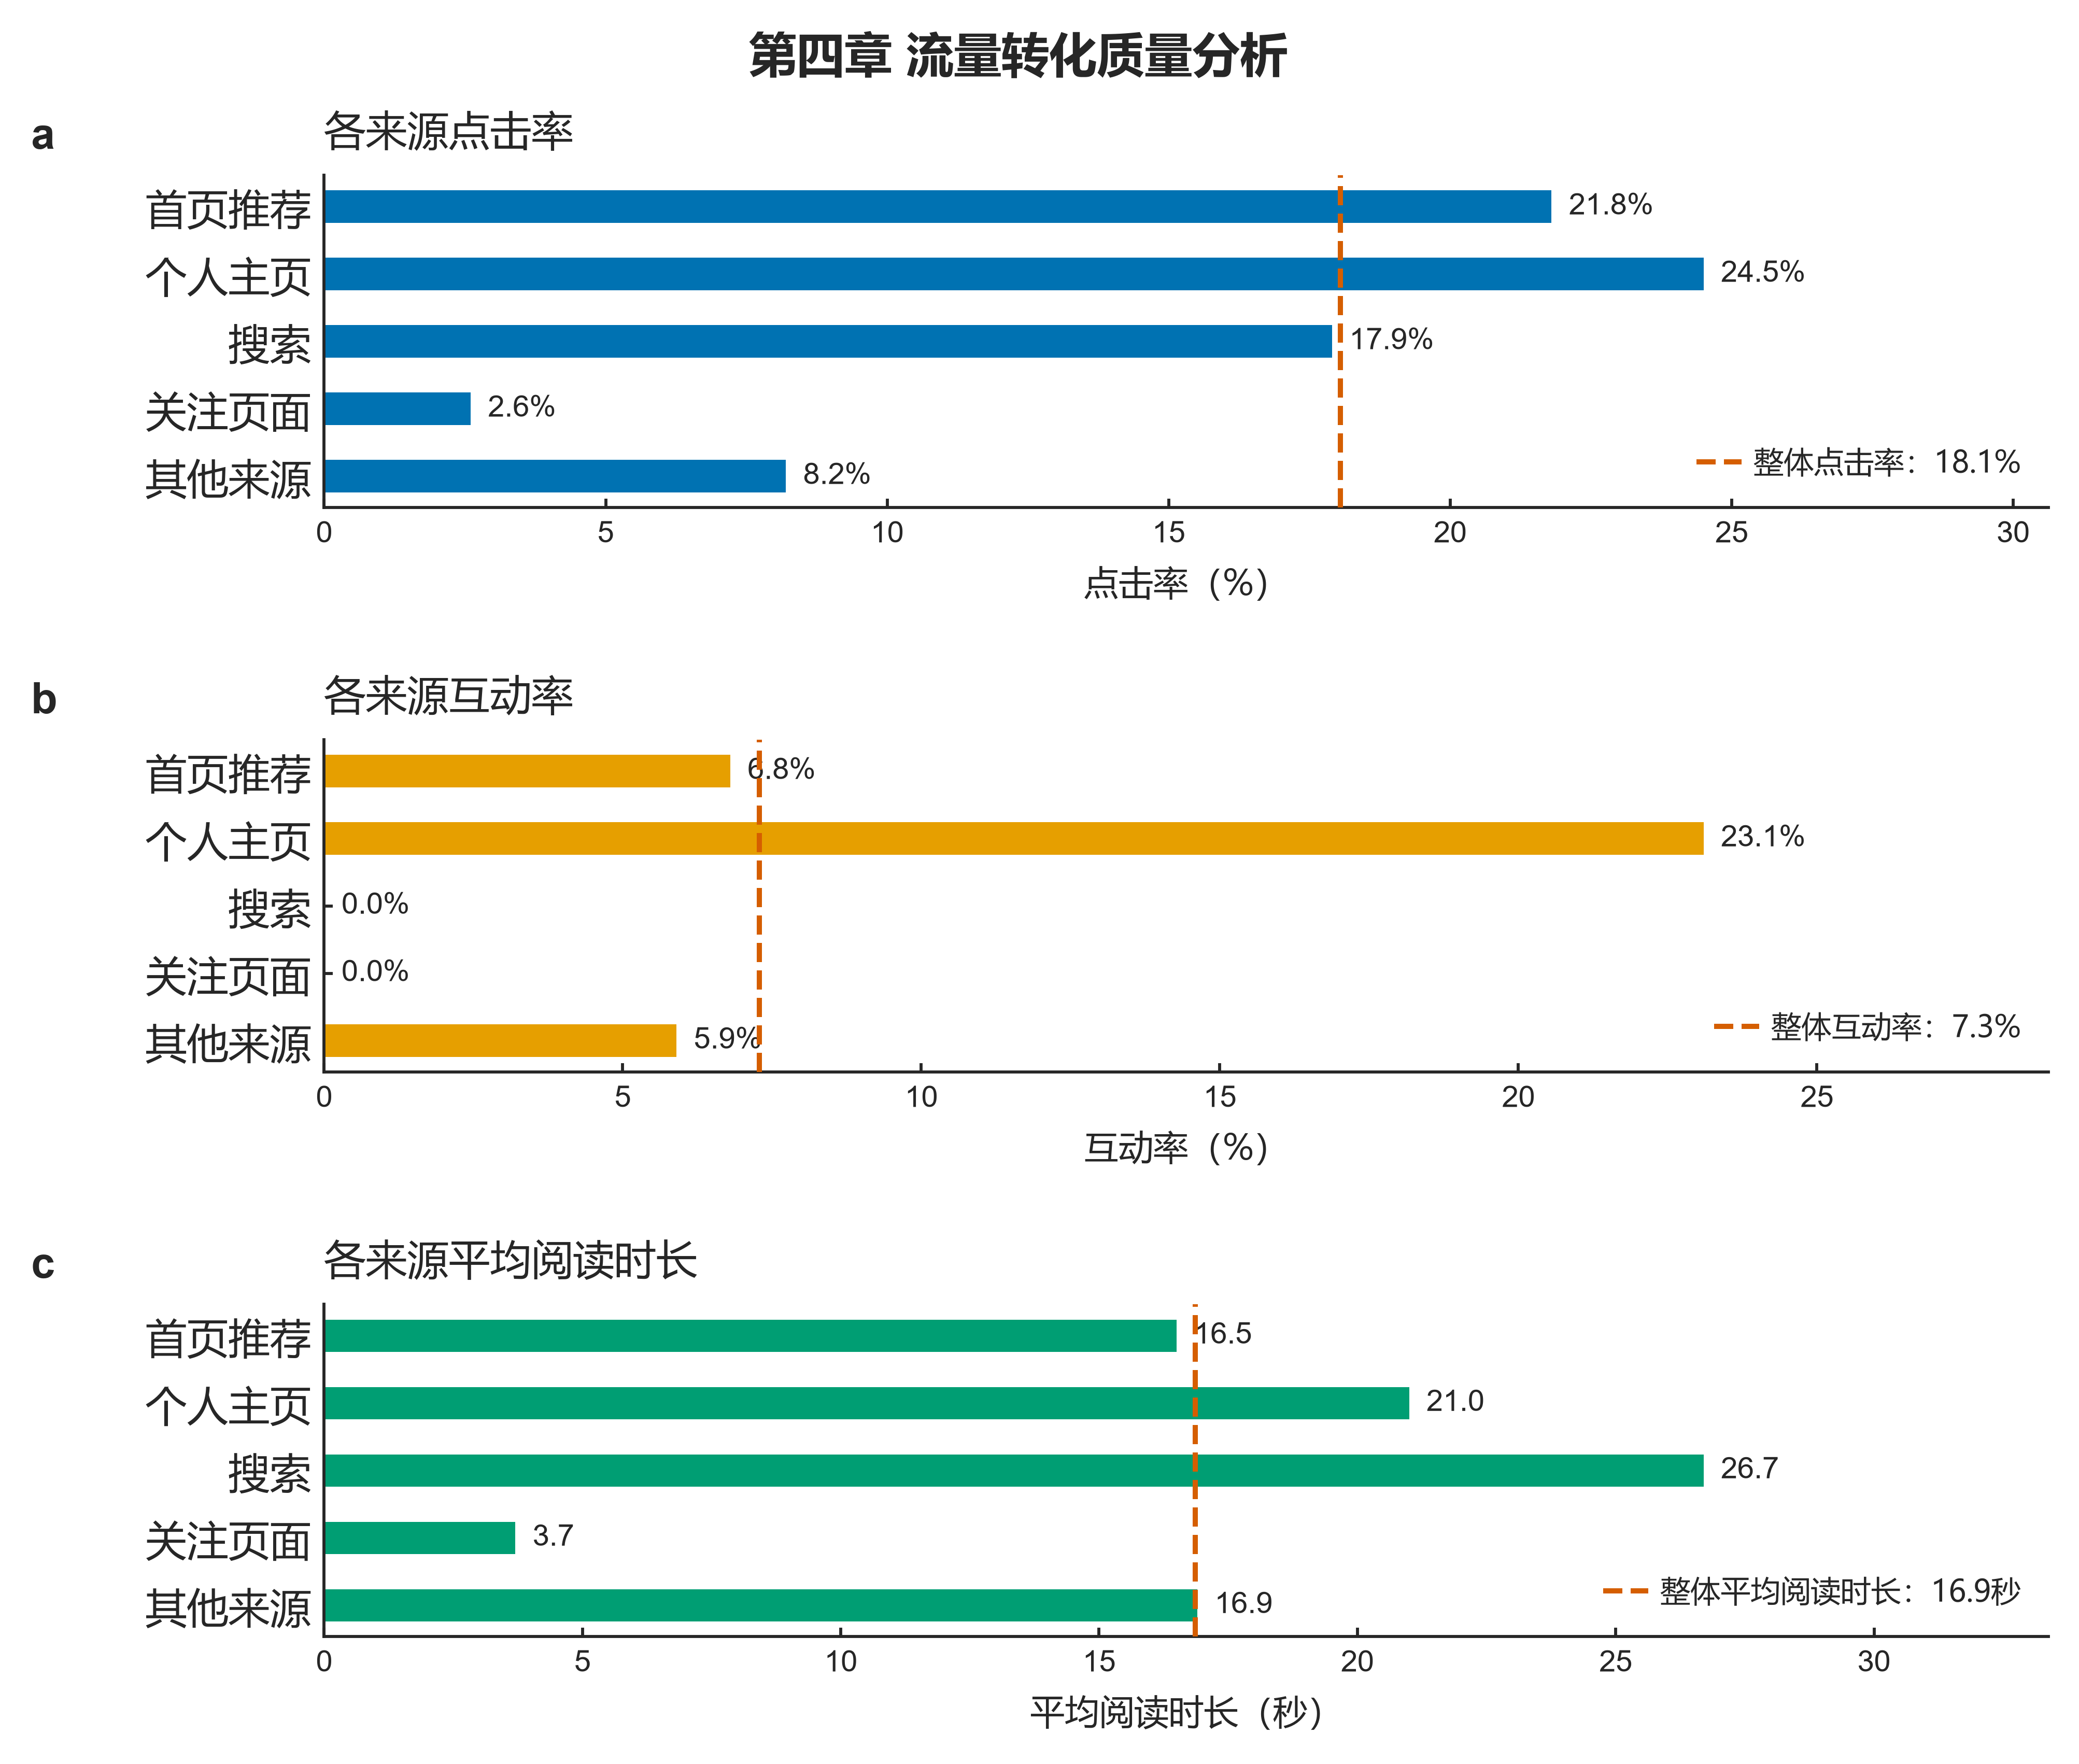 第四章 流量转化质量分析
a
各来源点击率
首页推荐 21.8%
个人主页 24.5%
搜索 17.9%
关注页面 2.6%
其他来源 8.2%
整体点击率：18.1%
0 5 10 15 20 25 30
点击率（%）
b
各来源互动率
首页推荐 6.8%
个人主页 23.1%
搜索 0.0%
关注页面 0.0%
其他来源 5.9%
整体互动率：7.3%
0 5 10 15 20 25
互动率（%）
c
各来源平均阅读时长
首页推荐 16.5
个人主页 21.0
搜索 26.7
关注页面 3.7
其他来源 16.9
整体平均阅读时长：16.9秒
0 5 10 15 20 25 30
平均阅读时长（秒）